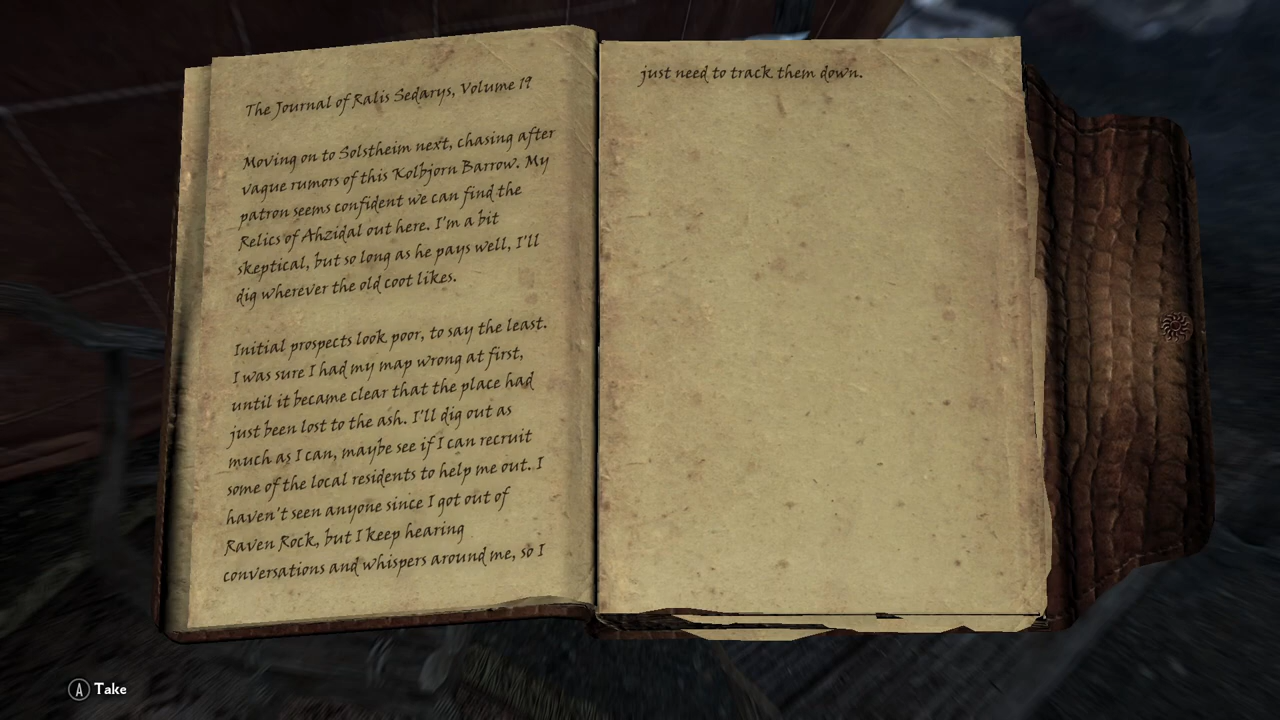 The Journal of Ralis Sedarys, Volume 19
Moving on to Solstheim next, chasing after
vague rumors of this Kolbjorn Barrow. My
patron seems confident we can find the
Relics of Ahzidal out here. I'm a bit
skeptical, but so long as he pays well, I'll
dig wherever the old coot likes.
Initial prospects look poor, to say the least.
I was sure I had my map wrong at first,
until it became clear that the place had
just been lost to the ash. I'll dig out as
much as I can, maybe see if I can recruit
some of the local residents to help me out. I
haven't seen anyone since I got out of
Raven Rock, but I keep hearing
conversations and whispers around me, so I
just need to track them down.
A Take